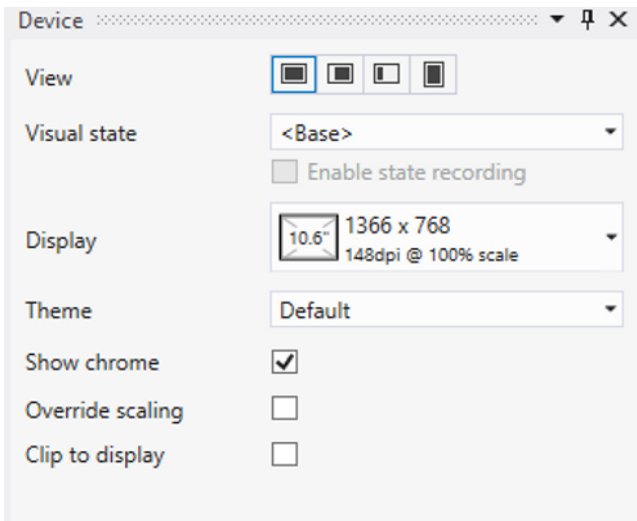 Device
View
Visual state
<Base>
Enable state recording
Display
10.6"
1366 x 768
148dpi @ 100% scale
Theme
Default
Show chrome
Override scaling
Clip to display